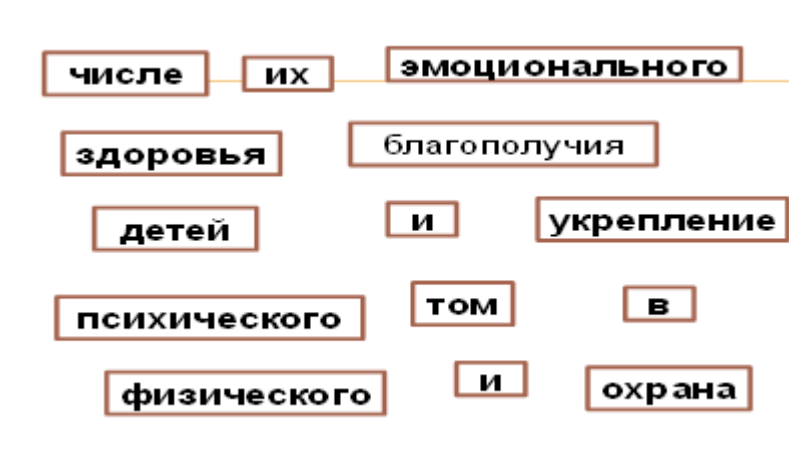 числе их эмоционального
здоровья благополучия
детей и укрепление
психического том в
физического и охрана